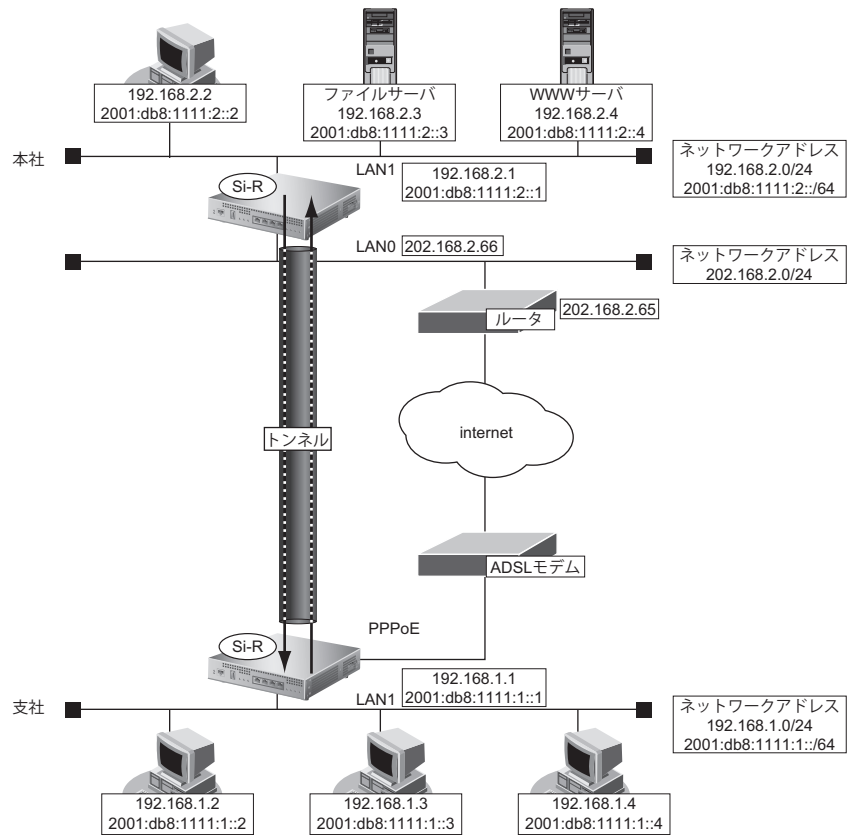 192.168.2.2
2001:db8:1111:2::2
ファイルサーバ
192.168.2.3
2001:db8:1111:2::3
WWWサーバ
192.168.2.4
2001:db8:1111:2::4
本社
LAN1
192.168.2.1
2001:db8:1111:2::1
ネットワークアドレス
192.168.2.0/24
2001:db8:1111:2::/64
Si-R
LAN0
202.168.2.66
ネットワークアドレス
202.168.2.0/24
ルータ
202.168.2.65
トンネル
internet
ADSLモデム
PPPoE
Si-R
支社
LAN1
192.168.1.1
2001:db8:1111:1::1
ネットワークアドレス
192.168.1.0/24
2001:db8:1111:1::/64
192.168.1.2
2001:db8:1111:1::2
192.168.1.3
2001:db8:1111:1::3
192.168.1.4
2001:db8:1111:1::4